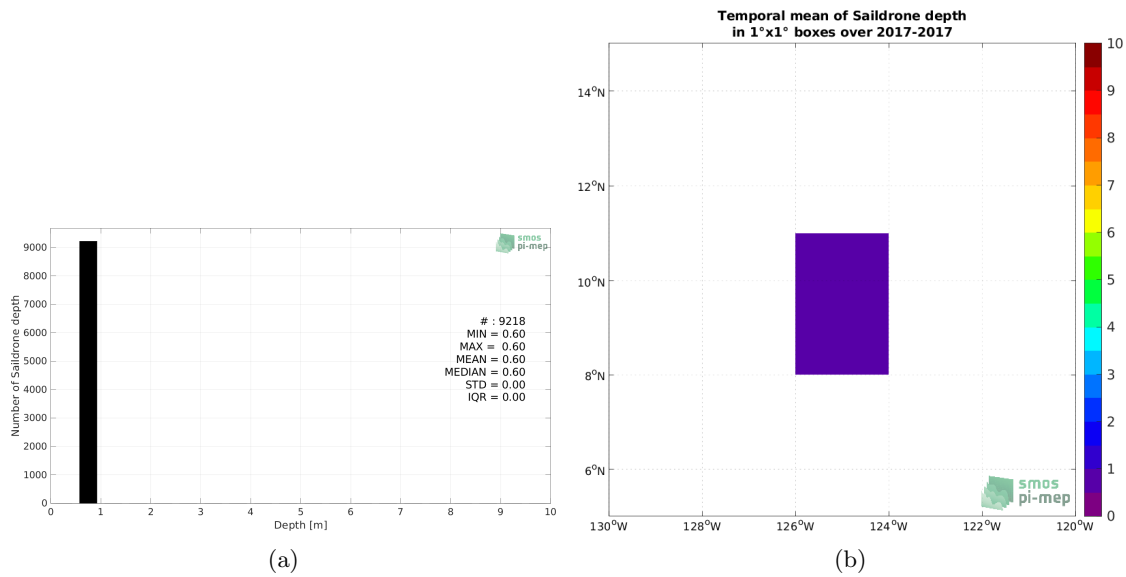 Number of Saildrone depth
9000
8000
7000
6000
5000
4000
3000
2000
1000
0
0 1 2 3 4 5 6 7 8 9 10
Depth [m]
smos
pi-mep
# : 9218
MIN = 0.60
MAX = 0.60
MEAN = 0.60
MEDIAN = 0.60
STD = 0.00
IQR = 0.00
(a)
Temporal mean of Saildrone depth
in 1°x1° boxes over 2017-2017
14°N
12°N
10°N
8°N
6°N
130°W 128°W 126°W 124°W 122°W 120°W
smos
pi-mep
10
9
8
7
6
5
4
3
2
1
0
(b)